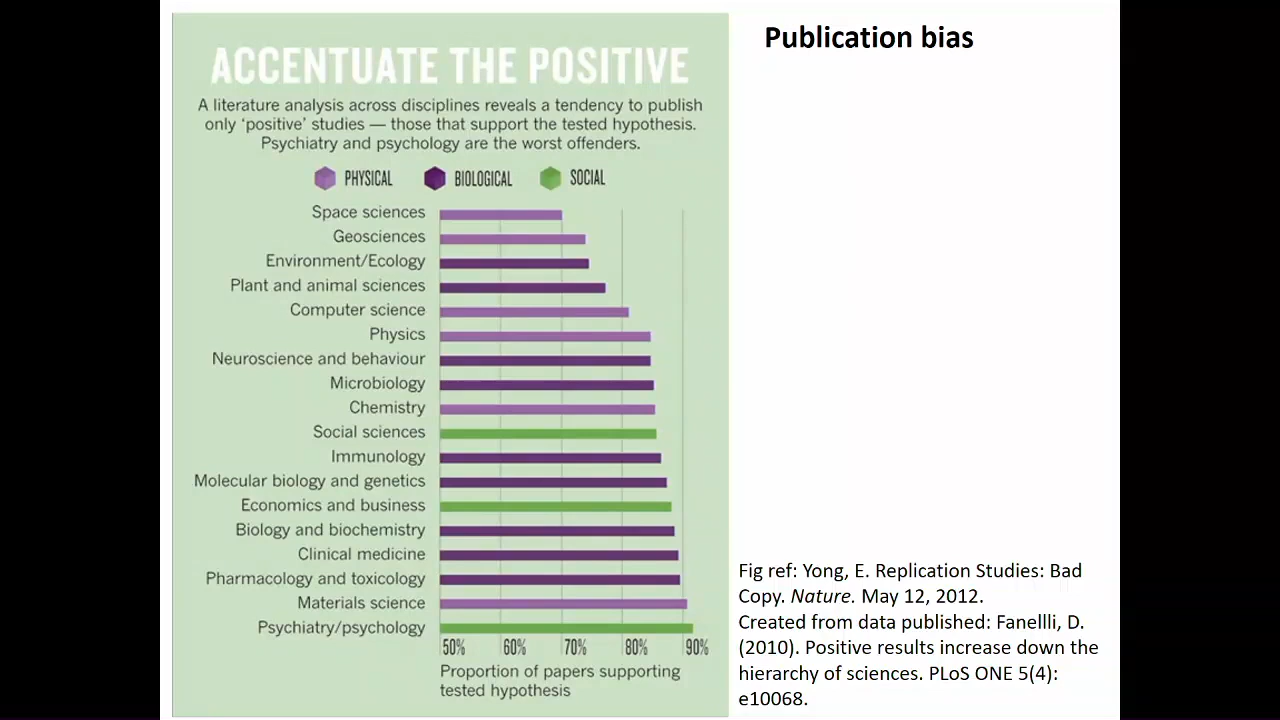 Publication bias
ACCENTUATE THE POSITIVE
A literature analysis across disciplines reveals a tendency to publish
only ‘positive’ studies — those that support the tested hypothesis.
Psychiatry and psychology are the worst offenders.
PHYSICAL BIOLOGICAL SOCIAL
Space sciences
Geosciences
Environment/Ecology
Plant and animal sciences
Computer science
Physics
Neuroscience and behaviour
Microbiology
Chemistry
Social sciences
Immunology
Molecular biology and genetics
Economics and business
Biology and biochemistry
Clinical medicine
Pharmacology and toxicology
Materials science
Psychiatry/psychology
50% 60% 70% 80% 90%
Proportion of papers supporting
tested hypothesis
Fig ref: Yong, E. Replication Studies: Bad
Copy. Nature. May 12, 2012.
Created from data published: Fanellli, D.
(2010). Positive results increase down the
hierarchy of sciences. PLoS ONE 5(4):
e10068.